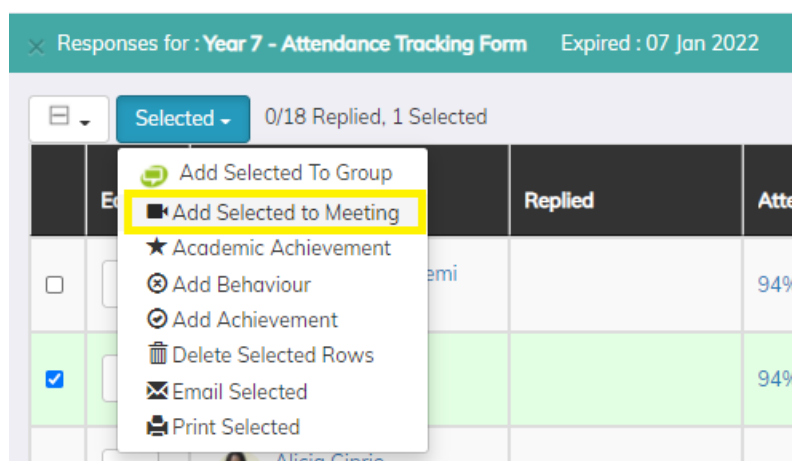 × Responses for : Year 7 - Attendance Tracking Form Expired : 07 Jan 2022
Selected 0/18 Replied, 1 Selected
Add Selected To Group
Add Selected to Meeting
Replied
Academic Achievement
Add Behaviour
94%
Add Achievement
Delete Selected Rows
Email Selected
Print Selected